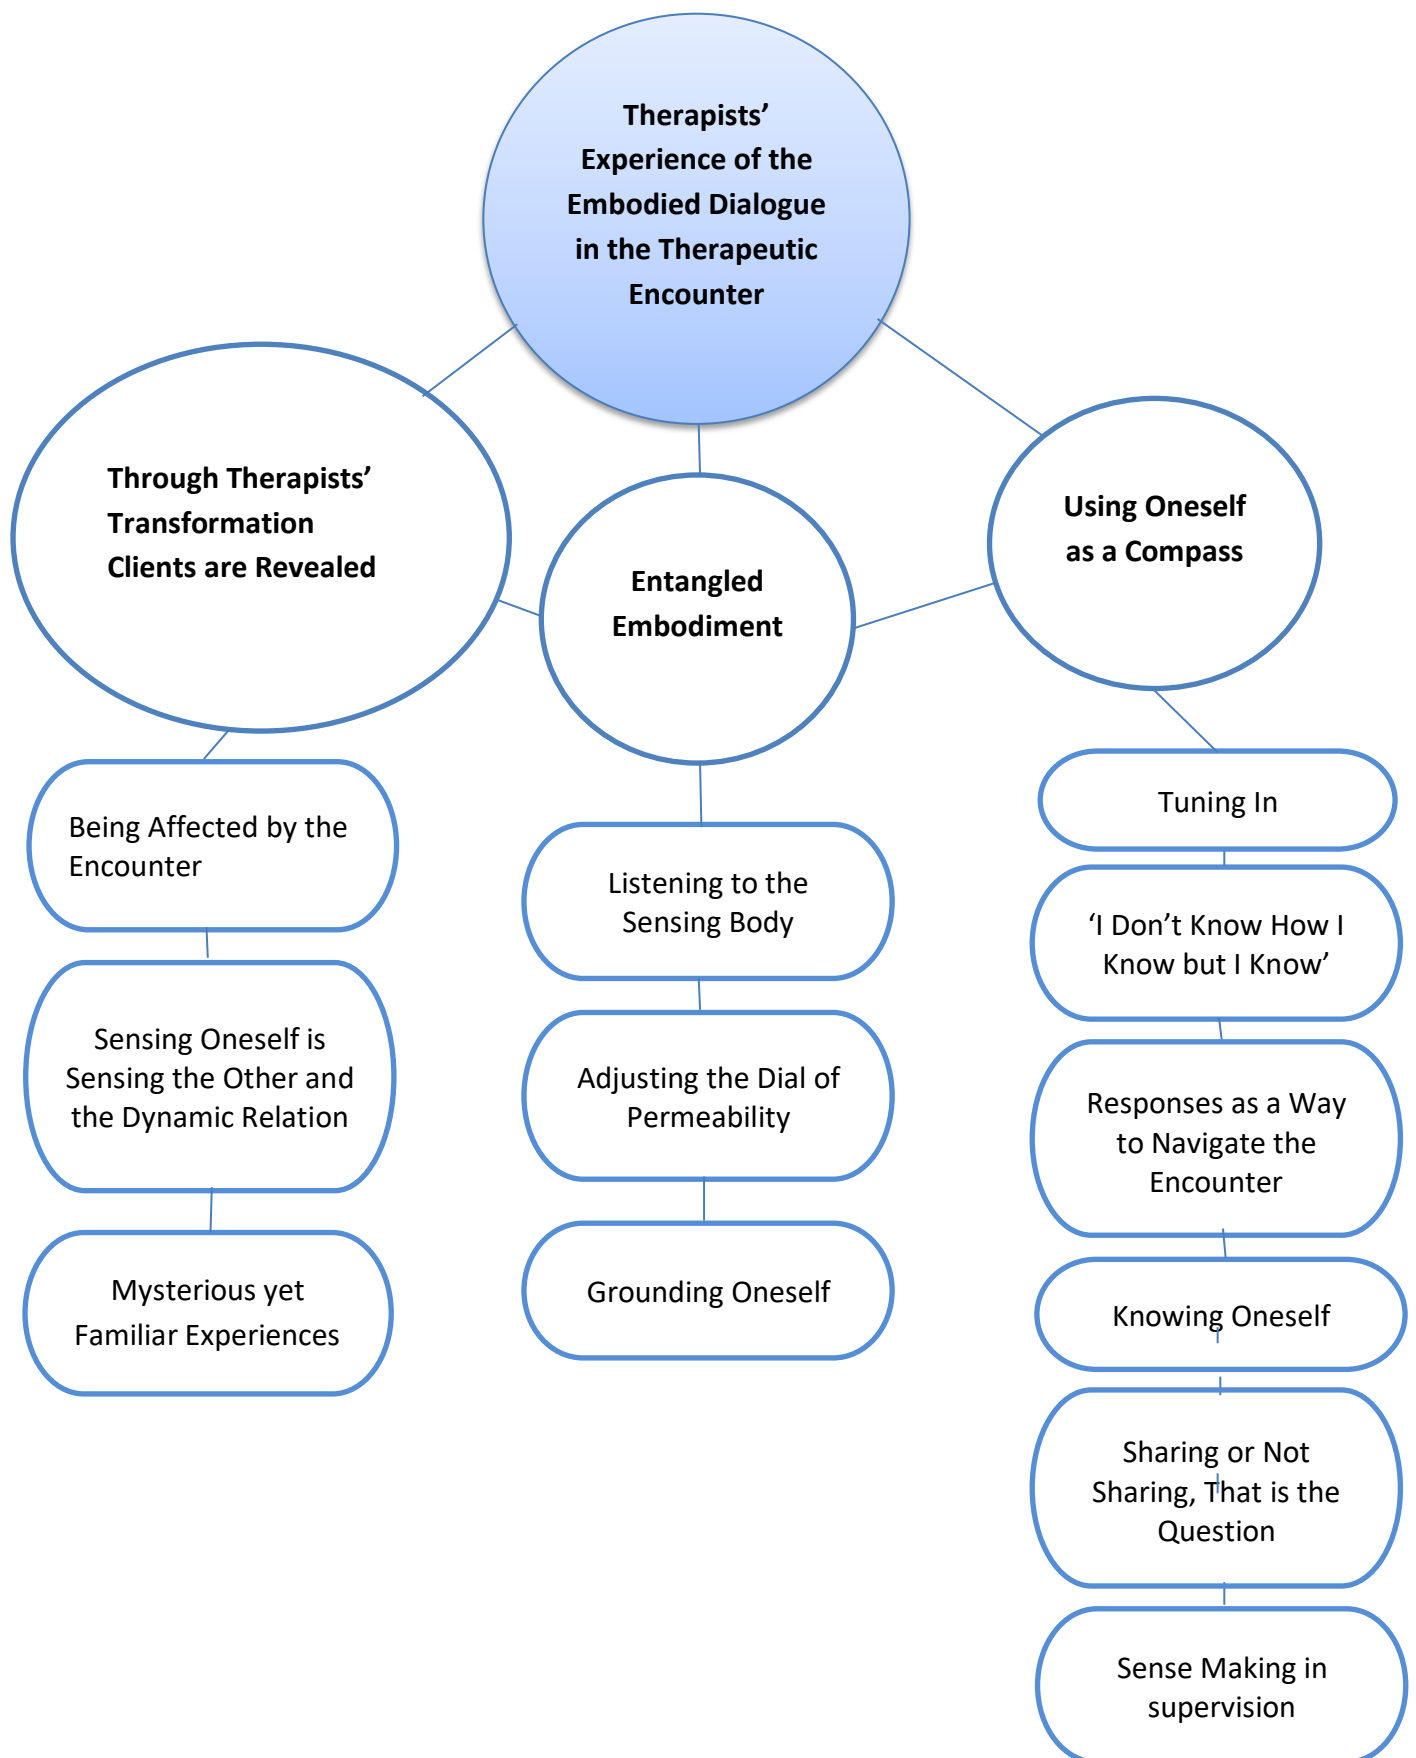 Therapists’
Experience of the
Embodied Dialogue
in the Therapeutic
Encounter
Through Therapists’
Transformation
Clients are Revealed
Entangled
Embodiment
Using Oneself
as a Compass
Being Affected by the
Encounter
Sensing Oneself is
Sensing the Other and
the Dynamic Relation
Mysterious yet
Familiar Experiences
Listening to the
Sensing Body
Adjusting the Dial of
Permeability
Grounding Oneself
Tuning In
‘I Don’t Know How I
Know but I Know’
Responses as a Way
to Navigate the
Encounter
Knowing Oneself
Sharing or Not
Sharing, That is the
Question
Sense Making in
supervision